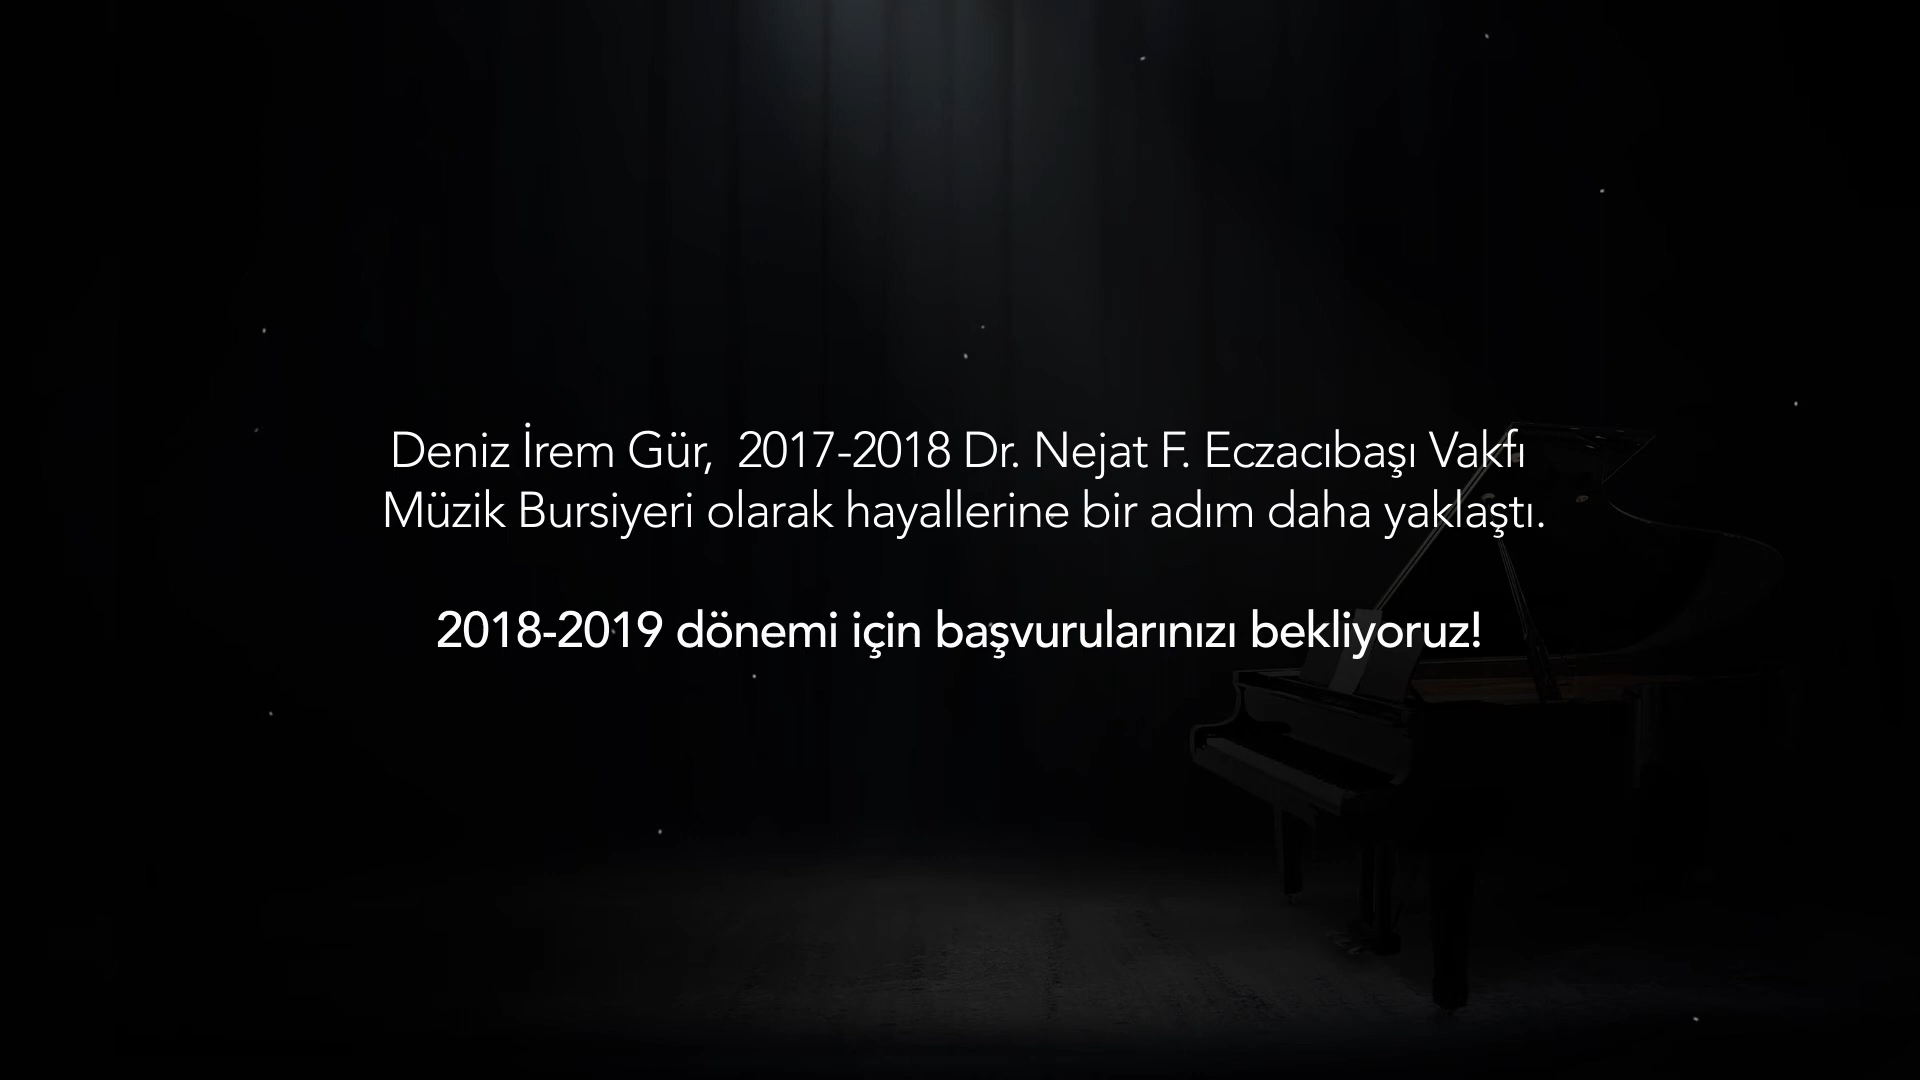 Deniz İrem Gür,  2017-2018 Dr. Nejat F. Eczacıbaşı Vakfı
Müzik Bursiyeri olarak hayallerine bir adım daha yaklaştı.
2018-2019 dönemi için başvurularınızı bekliyoruz!